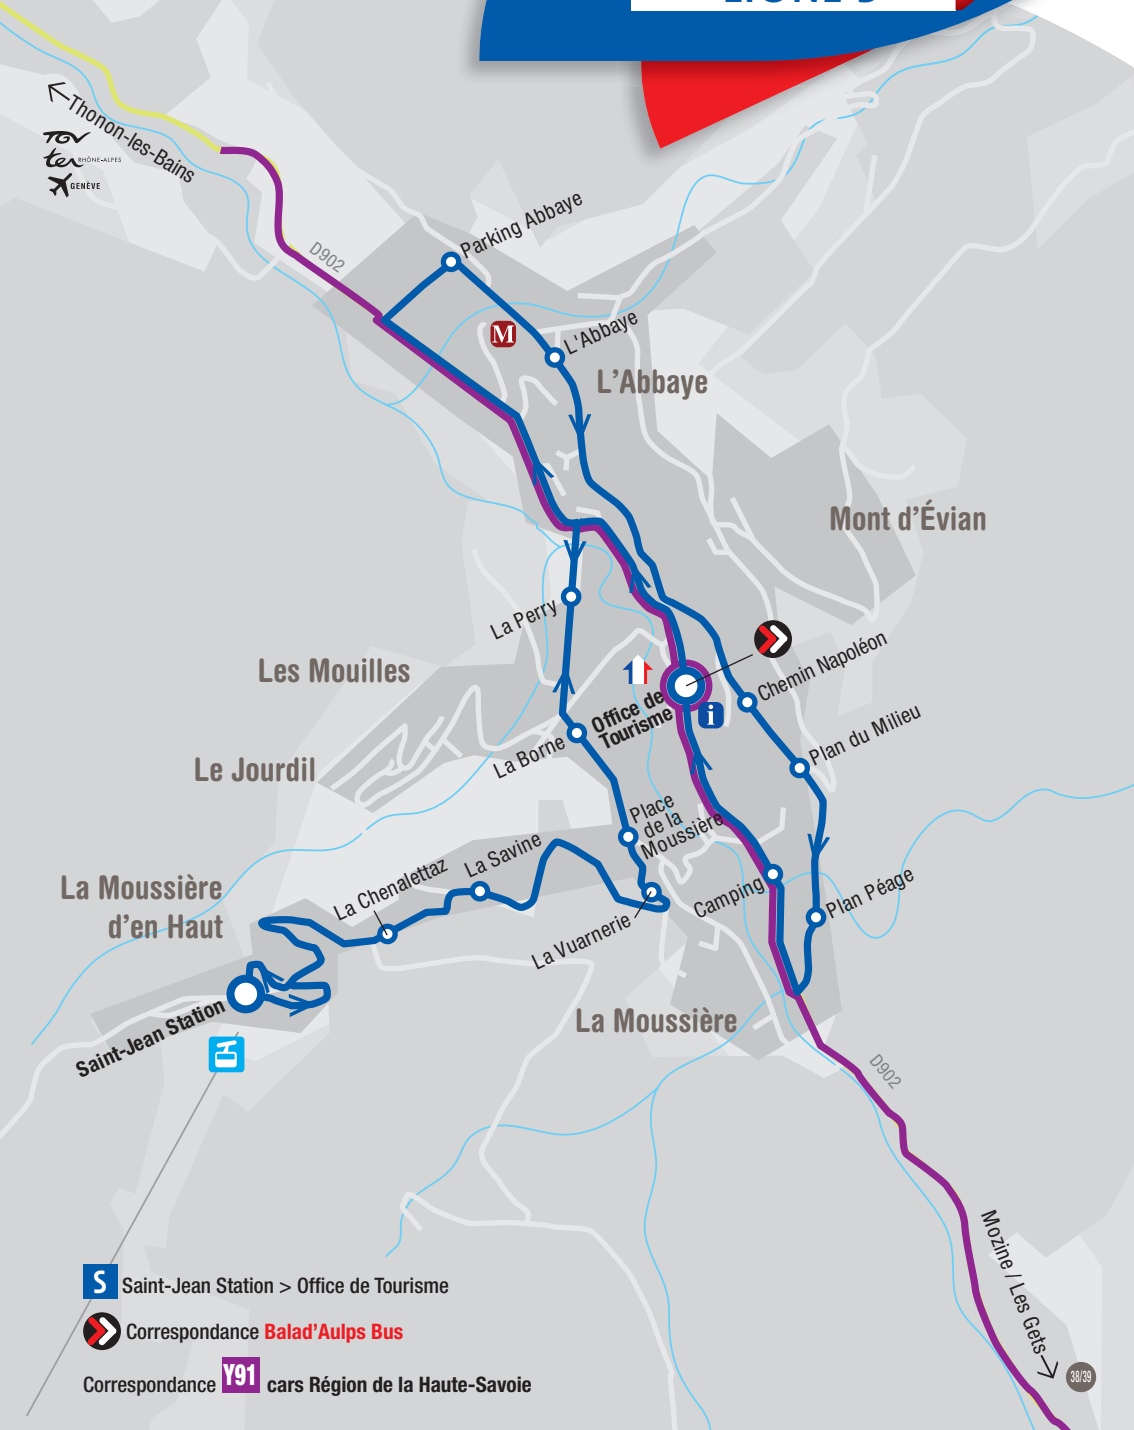 Thonon-les-Bains
TGV
ter RHÔNE-ALPES
GENÈVE
D902
Parking Abbaye
M
L'Abbaye
L'Abbaye
Mont d'Évian
La Perry
Les Mouilles
Chemin Napoléon
Office de
Tourisme
i
Plan du Milieu
La Borne
Le Jourdil
Place
de la
Moussière
La Savine
La Chenalettaz
Camping
Plan Péage
La Moussière
d'en Haut
La Vuarnerie
Saint-Jean Station
La Moussière
D902
Mozine / Les Gets
S Saint-Jean Station > Office de Tourisme
Correspondance Balad'Aulps Bus
Correspondance Y91 cars Région de la Haute-Savoie
38/39